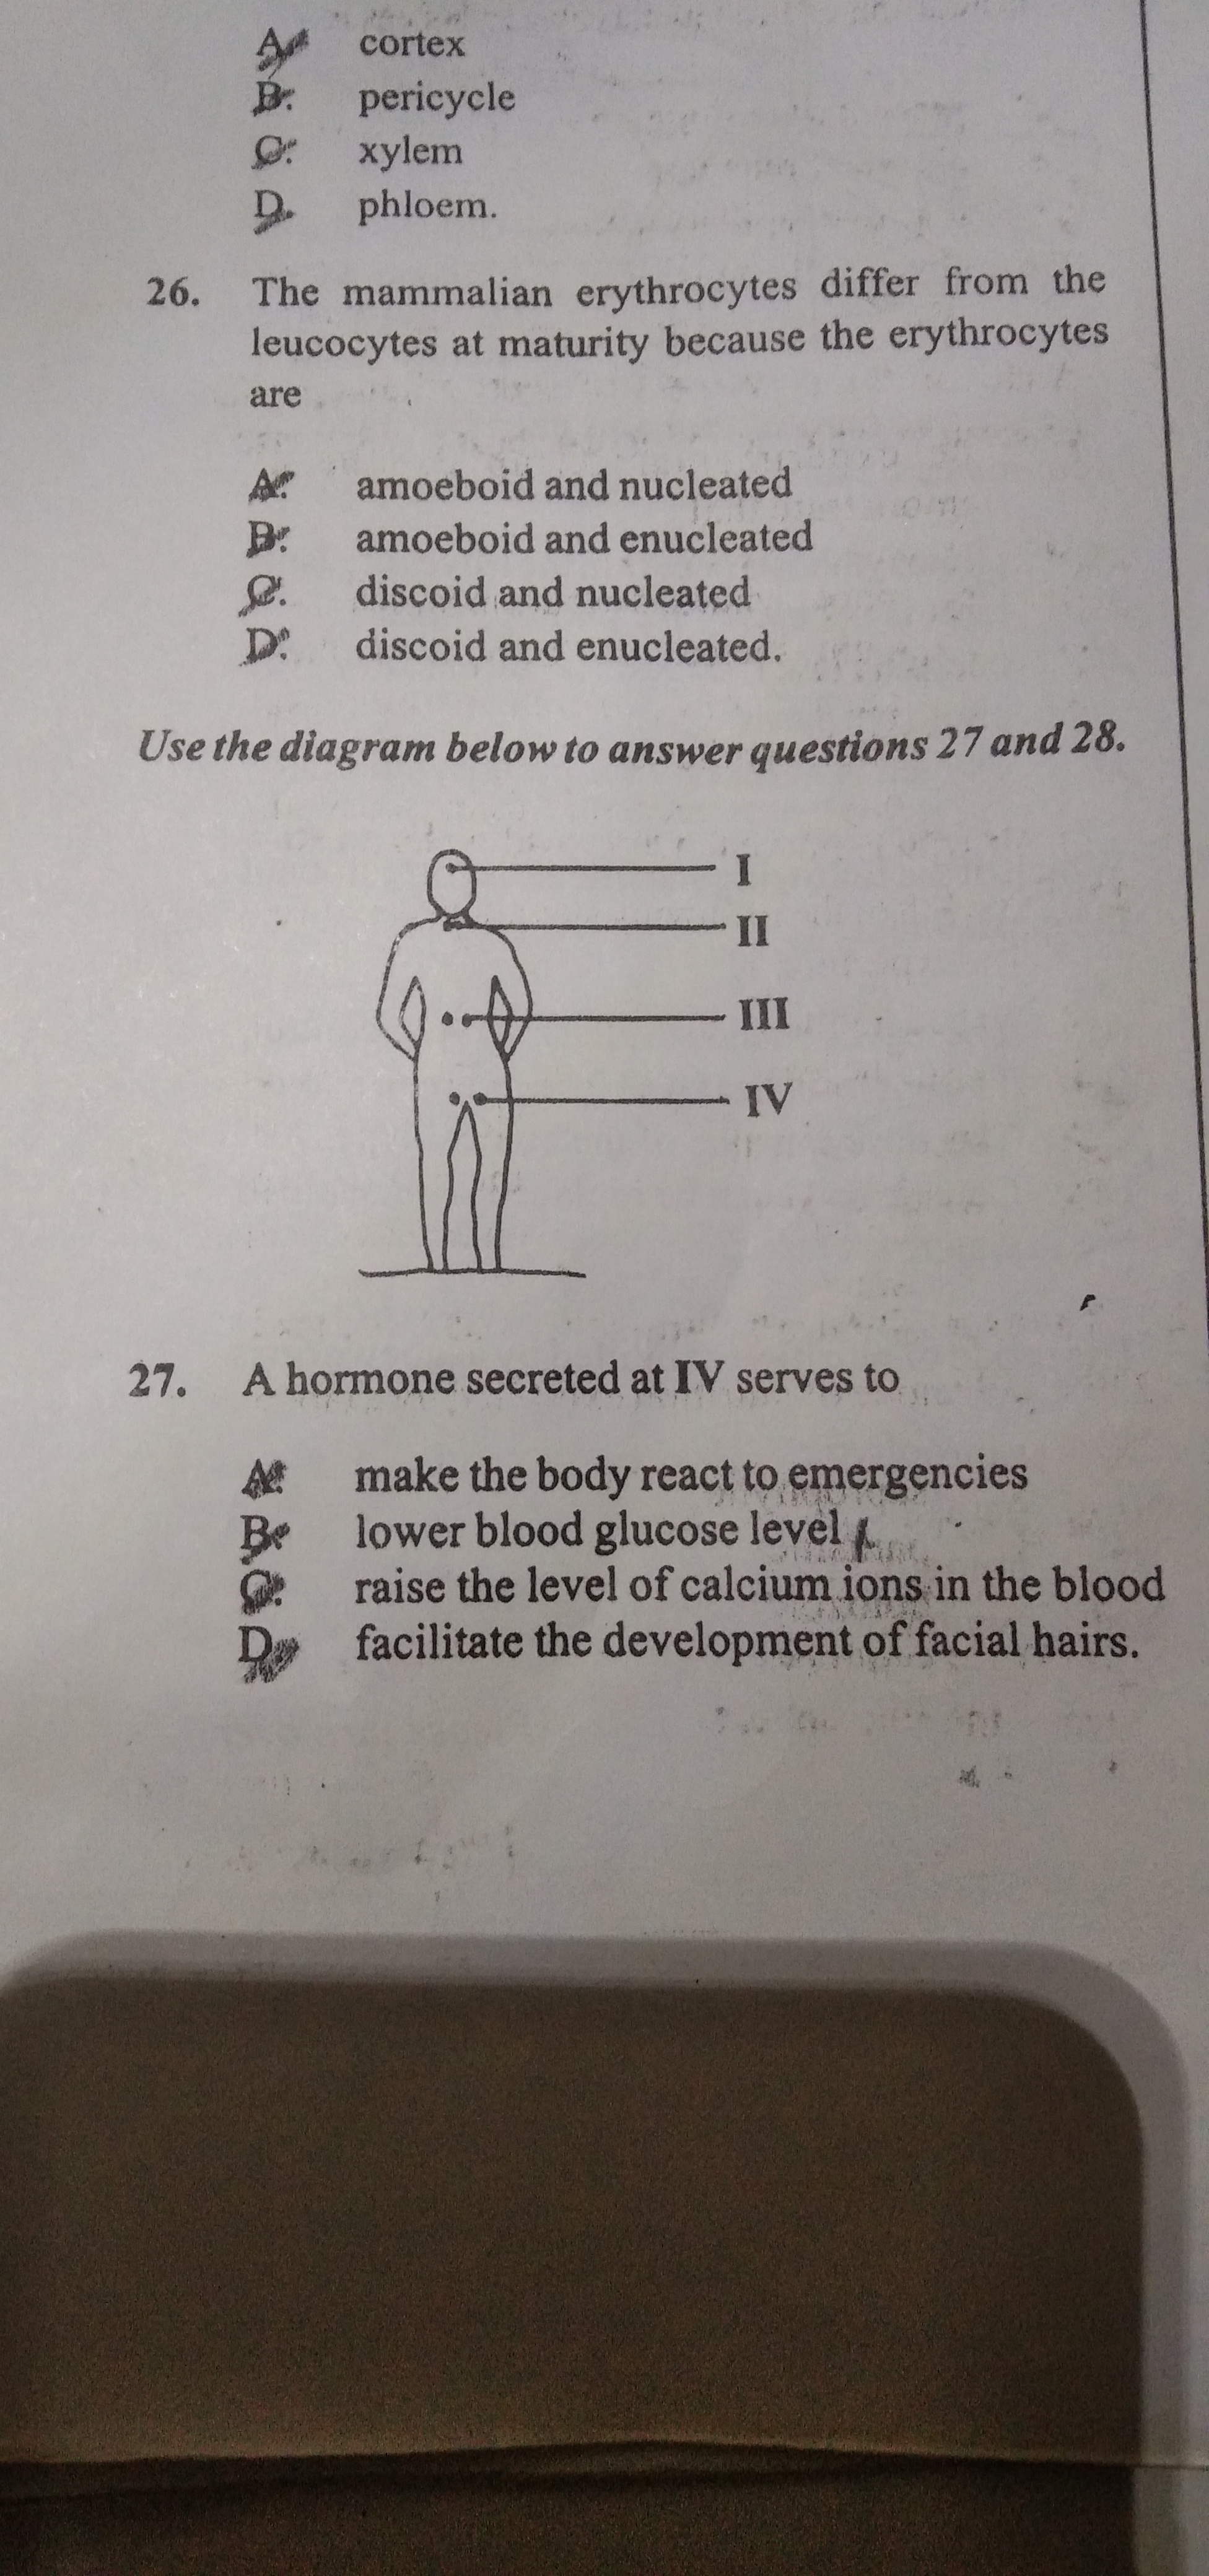 A. cortex
B. pericycle
C. xylem
D. phloem.
26. The mammalian erythrocytes differ from the
leucocytes at maturity because the erythrocytes
are
A. amoeboid and nucleated
B. amoeboid and enucleated
C. discoid and nucleated
D. discoid and enucleated.
Use the diagram below to answer questions 27 and 28.
I
II
III
IV
27. A hormone secreted at IV serves to
A. make the body react to emergencies
B. lower blood glucose level
C. raise the level of calcium ions in the blood
D. facilitate the development of facial hairs.